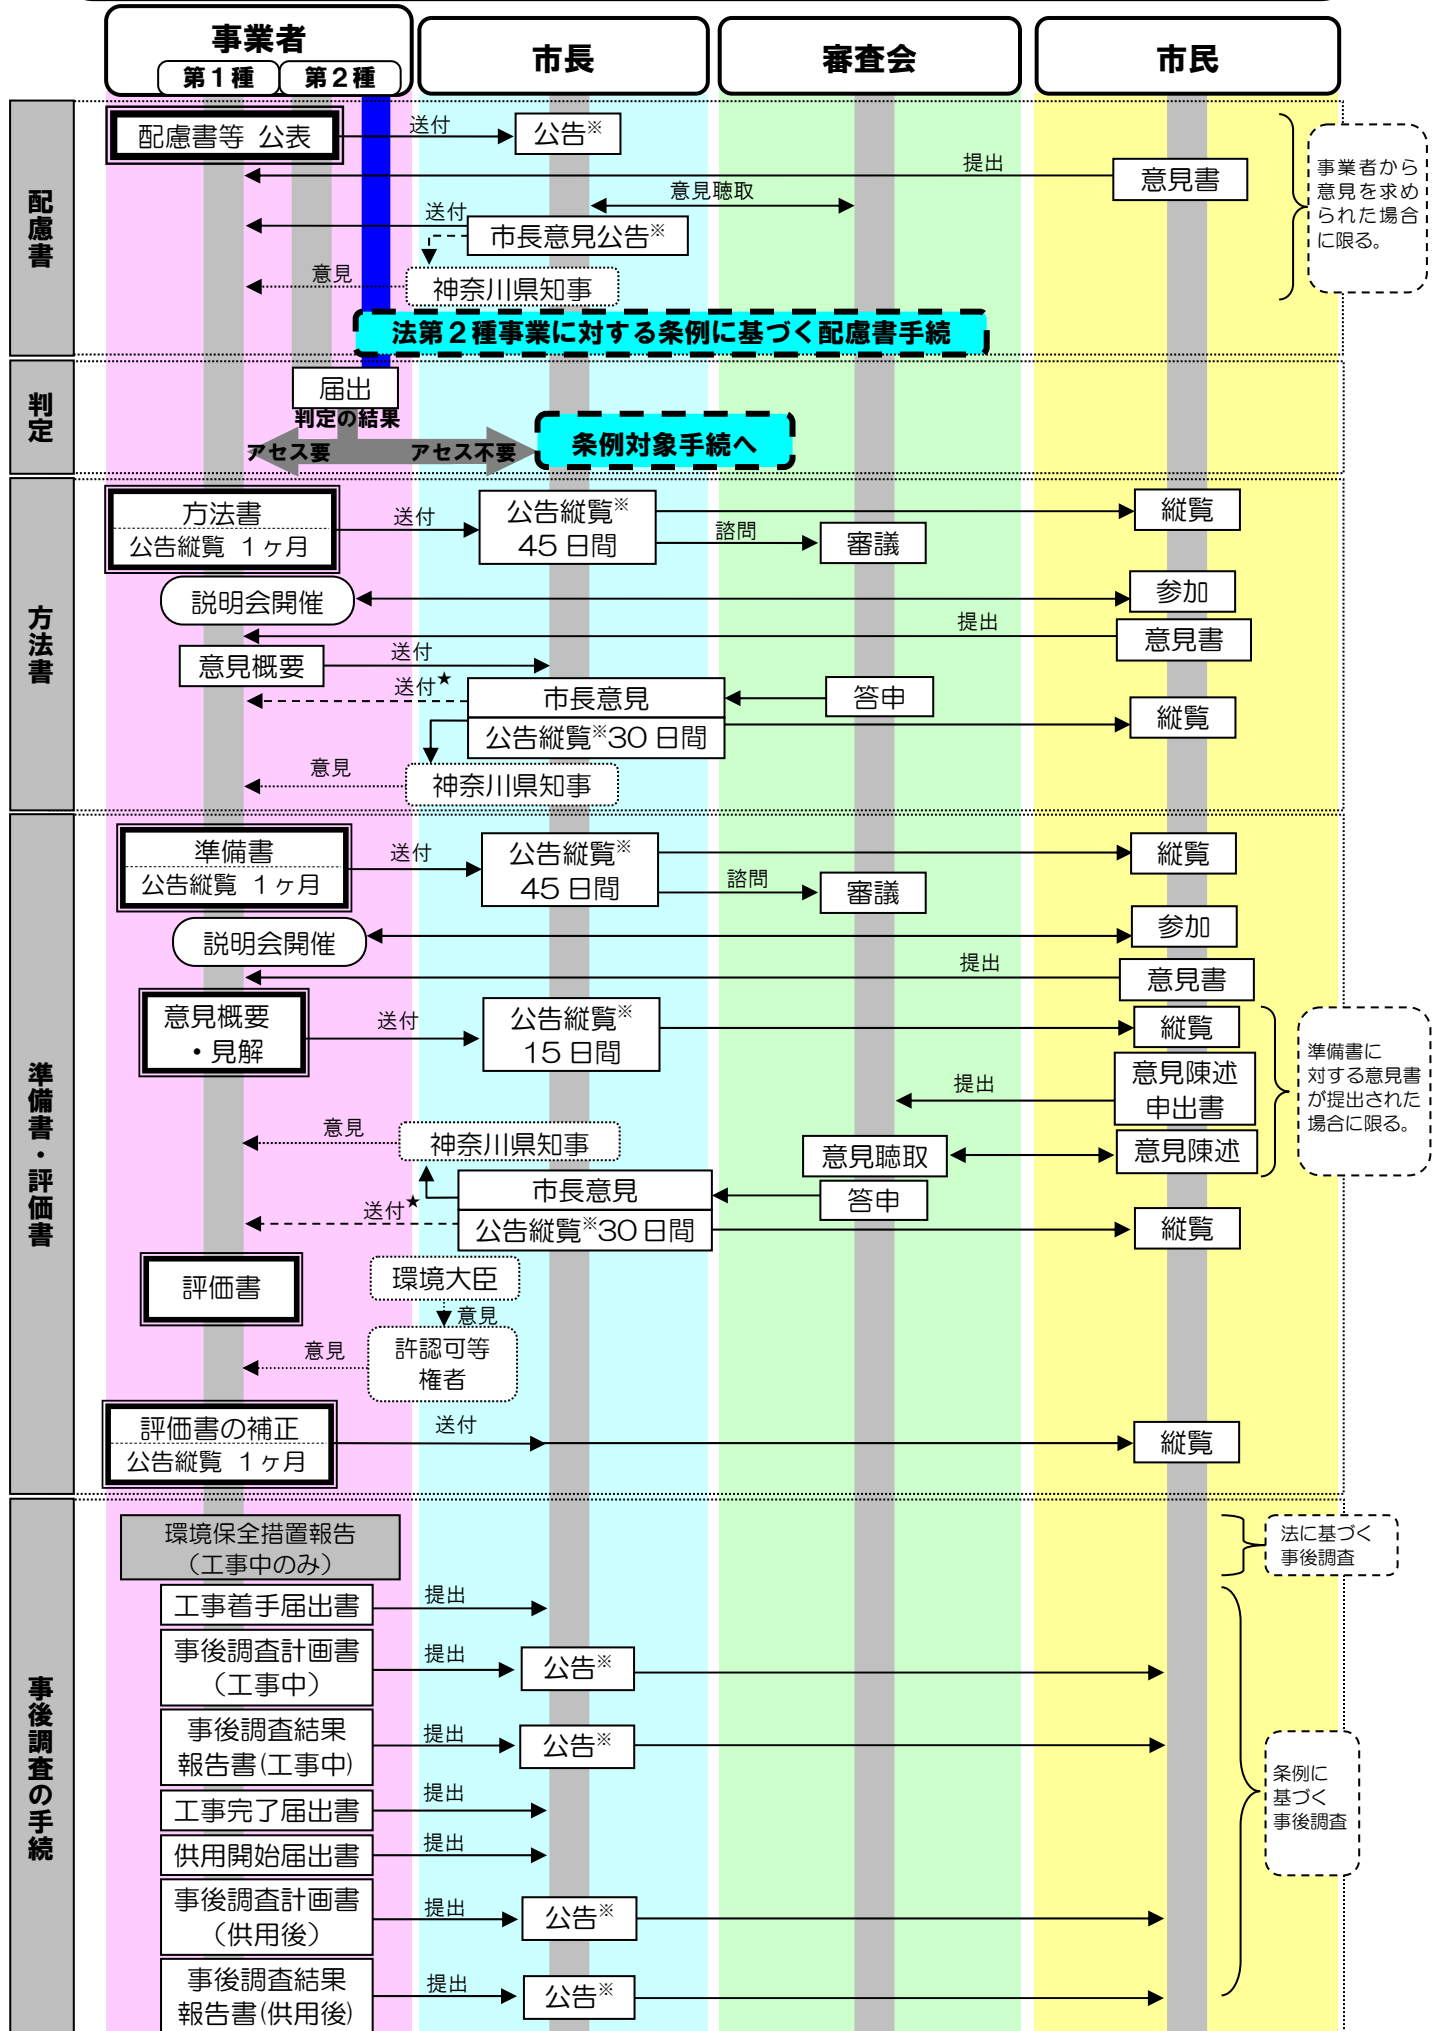 事業者
第１種
第２種
市長
審査会
市民
配慮書
配慮書等 公表
送付
公告※
提出
意見書
意見聴取
送付
市長意見公告※
意見
神奈川県知事
事業者から
意見を求め
られた場合
に限る。
法第２種事業に対する条例に基づく配慮書手続
判定
届出
判定の結果
アセス要
アセス不要
条例対象手続へ
方法書
方法書
公告縦覧 １ヶ月
送付
公告縦覧※
45 日間
縦覧
諮問
審議
説明会開催
参加
提出
意見書
意見概要
送付
送付★
市長意見
公告縦覧※30 日間
答申
縦覧
意見
神奈川県知事
準備書・評価書
準備書
公告縦覧 １ヶ月
送付
公告縦覧※
45 日間
縦覧
諮問
審議
説明会開催
参加
提出
意見書
意見概要
・見解
送付
公告縦覧※
15 日間
縦覧
提出
意見陳述
申出書
準備書に
対する意見書
が提出された
場合に限る。
意見
神奈川県知事
意見聴取
意見陳述
市長意見
答申
送付★
公告縦覧※30 日間
縦覧
評価書
環境大臣
意見
意見
許認可等
権者
評価書の補正
公告縦覧 １ヶ月
送付
縦覧
事後調査の手続
環境保全措置報告
（工事中のみ）
法に基づく
事後調査
工事着手届出書
提出
事後調査計画書
（工事中）
提出
公告※
事後調査結果
報告書(工事中)
提出
公告※
条例に
基づく
事後調査
工事完了届出書
提出
供用開始届出書
提出
事後調査計画書
（供用後）
提出
公告※
事後調査結果
報告書(供用後)
提出
公告※